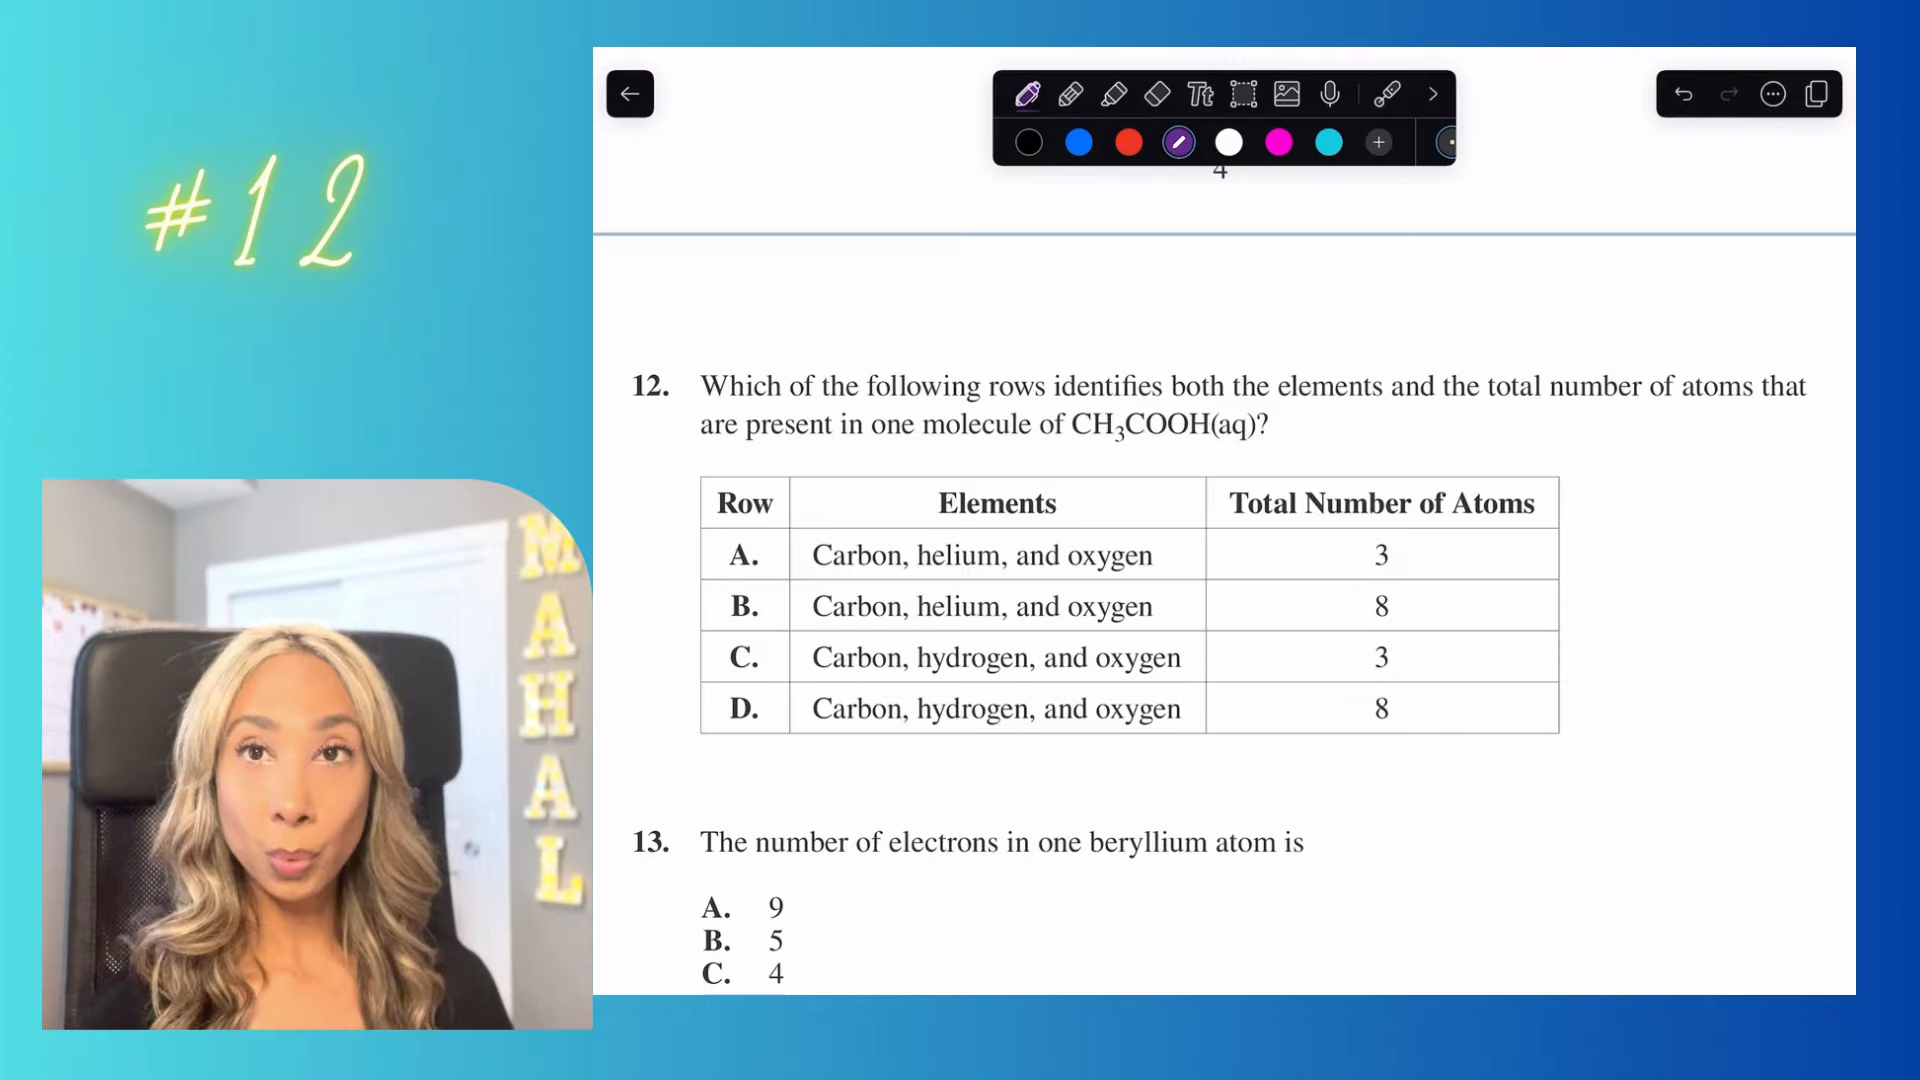 #12
4
12. Which of the following rows identifies both the elements and the total number of atoms that
are present in one molecule of CH₃COOH(aq)?
Row Elements Total Number of Atoms
A. Carbon, helium, and oxygen 3
B. Carbon, helium, and oxygen 8
C. Carbon, hydrogen, and oxygen 3
D. Carbon, hydrogen, and oxygen 8
13. The number of electrons in one beryllium atom is
A. 9
B. 5
C. 4
Tt
M
A
H
A
L